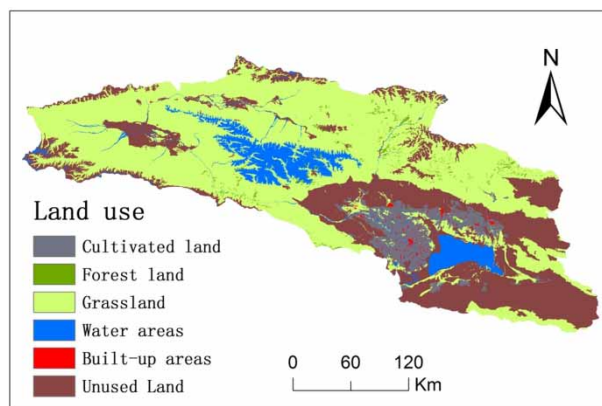 N
Land use
Cultivated land
Forest land
Grassland
Water areas
Built-up areas
Unused Land
0 60 120
Km